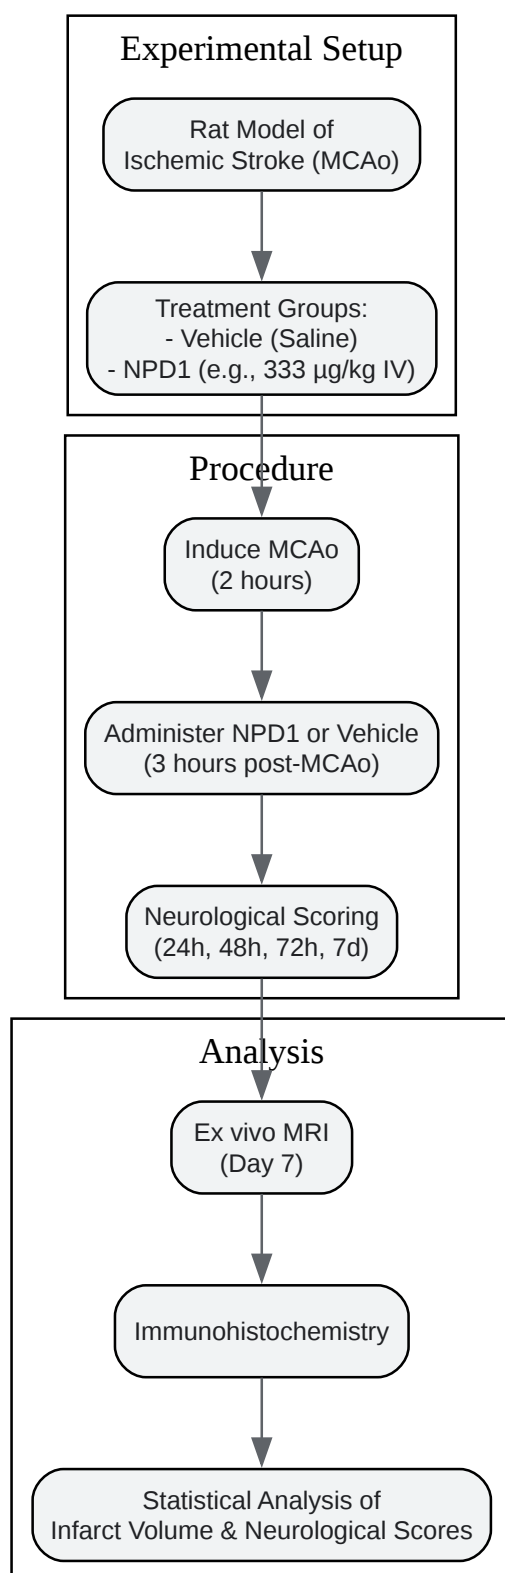 Experimental Setup
Rat Model of
Ischemic Stroke (MCAo)
Treatment Groups:
- Vehicle (Saline)
- NPD1 (e.g., 333 µg/kg IV)
Procedure
Induce MCAo
(2 hours)
Administer NPD1 or Vehicle
(3 hours post-MCAo)
Neurological Scoring
(24h, 48h, 72h, 7d)
Analysis
Ex vivo MRI
(Day 7)
Immunohistochemistry
Statistical Analysis of
Infarct Volume & Neurological Scores